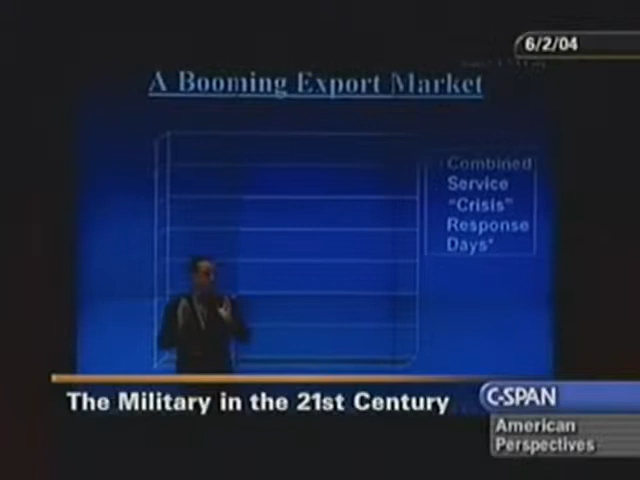 6/2/04
A Booming Export Market
Combined
Service
"Crisis"
Response
Days*
The Military in the 21st Century
C-SPAN
American
Perspectives